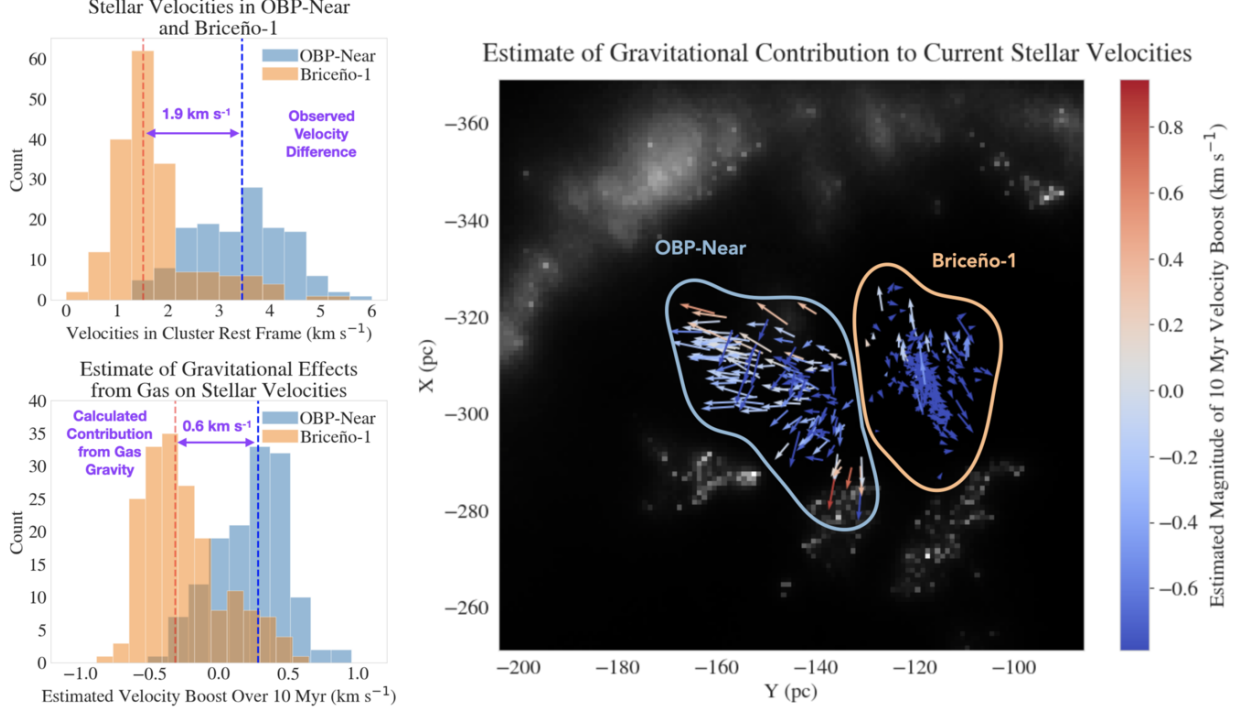 Stellar Velocities in OBP-Near
and Briceño-1
60
50
40
30
20
10
0
Count
OBP-Near
Briceño-1
1.9 km s⁻¹
Observed
Velocity
Difference
0 1 2 3 4 5 6
Velocities in Cluster Rest Frame (km s⁻¹)
Estimate of Gravitational Effects
from Gas on Stellar Velocities
40
35
30
25
20
15
10
5
0
Count
Calculated
Contribution
from Gas
Gravity
0.6 km s⁻¹
OBP-Near
Briceño-1
−1.0 −0.5 0.0 0.5 1.0
Estimated Velocity Boost Over 10 Myr (km s⁻¹)
Estimate of Gravitational Contribution to Current Stellar Velocities
−360
−340
−320
−300
−280
−260
X (pc)
OBP-Near
Briceño-1
−200 −180 −160 −140 −120 −100
Y (pc)
0.8
0.6
0.4
0.2
0.0
−0.2
−0.4
−0.6
Estimated Magnitude of 10 Myr Velocity Boost (km s⁻¹)